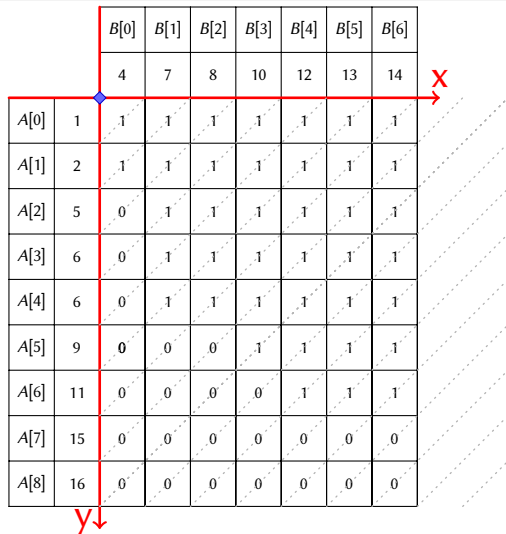 B[0] B[1] B[2] B[3] B[4] B[5] B[6]
4 7 8 10 12 13 14
x
A[0] 1 1 1 1 1 1 1 1
A[1] 2 1 1 1 1 1 1 1
A[2] 5 0 1 1 1 1 1 1
A[3] 6 0 1 1 1 1 1 1
A[4] 6 0 1 1 1 1 1 1
A[5] 9 0 0 0 1 1 1 1
A[6] 11 0 0 0 0 1 1 1
A[7] 15 0 0 0 0 0 0 0
A[8] 16 0 0 0 0 0 0 0
y